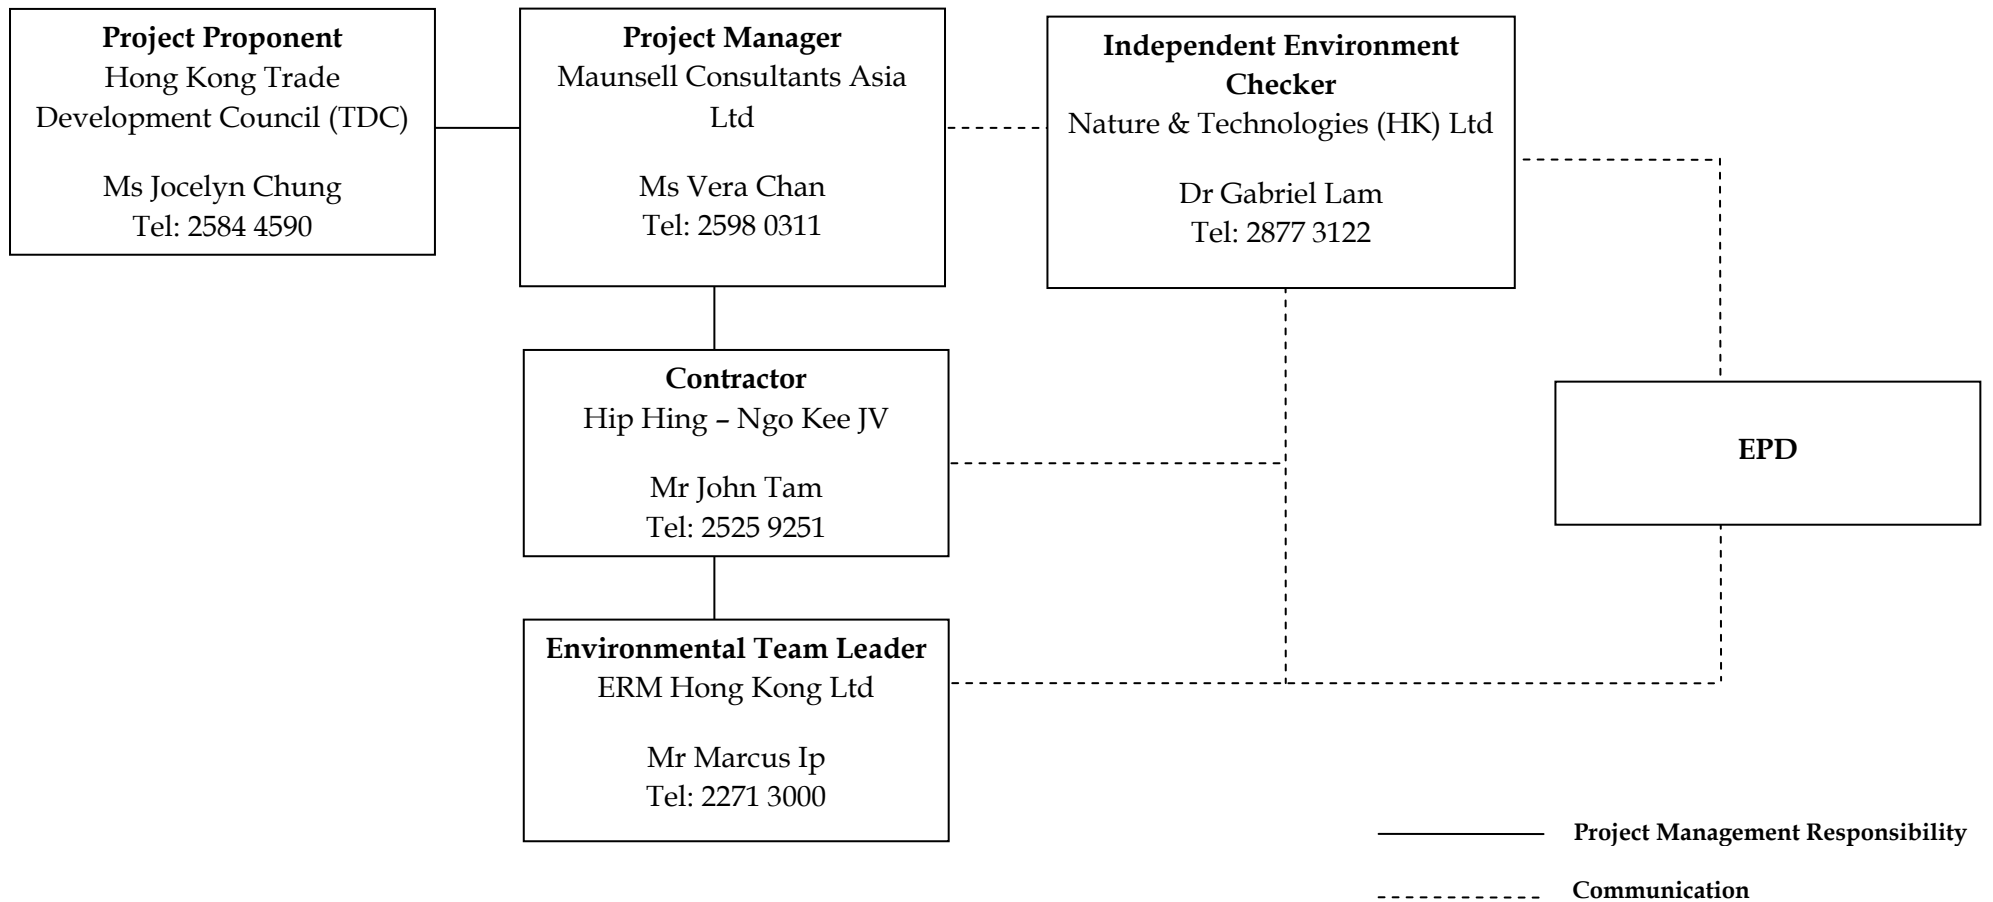 Project Proponent
Hong Kong Trade
Development Council (TDC)
Ms Jocelyn Chung
Tel: 2584 4590
Project Manager
Maunsell Consultants Asia
Ltd
Ms Vera Chan
Tel: 2598 0311
Independent Environment
Checker
Nature & Technologies (HK) Ltd
Dr Gabriel Lam
Tel: 2877 3122
Contractor
Hip Hing – Ngo Kee JV
Mr John Tam
Tel: 2525 9251
EPD
Environmental Team Leader
ERM Hong Kong Ltd
Mr Marcus Ip
Tel: 2271 3000
Project Management Responsibility
Communication